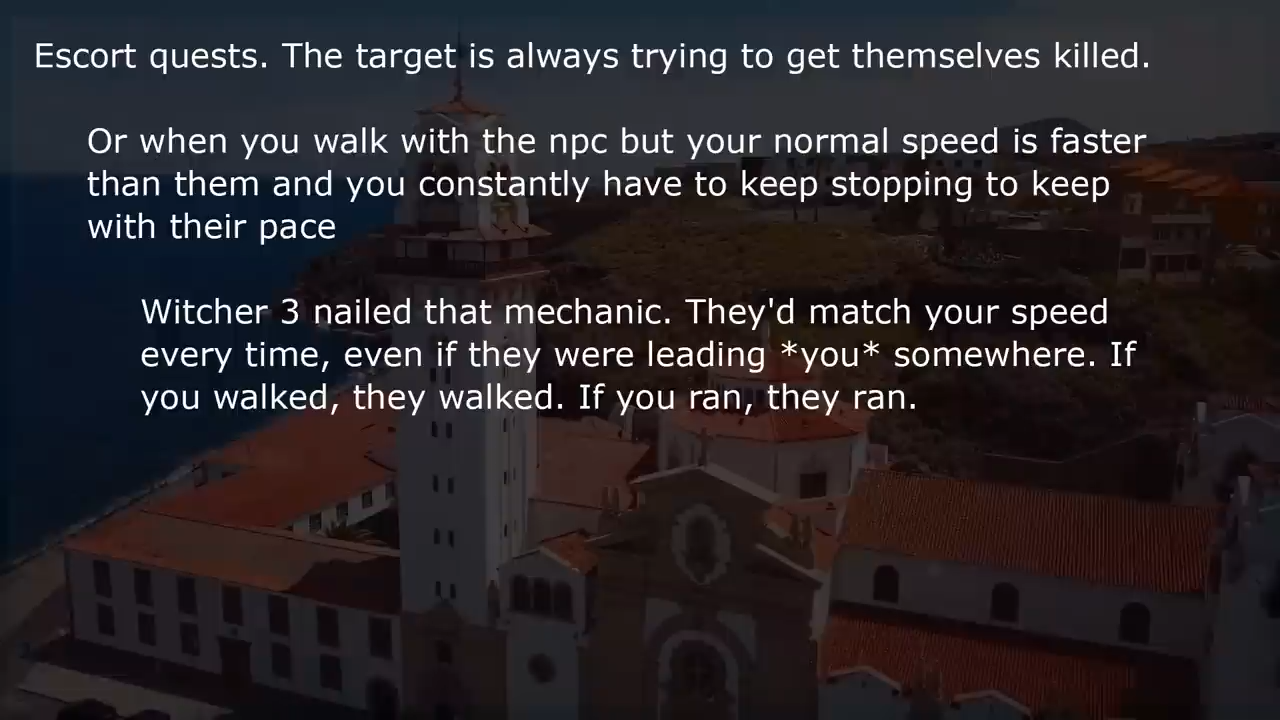 Escort quests. The target is always trying to get themselves killed.
Or when you walk with the npc but your normal speed is faster
than them and you constantly have to keep stopping to keep
with their pace
Witcher 3 nailed that mechanic. They'd match your speed
every time, even if they were leading *you* somewhere. If
you walked, they walked. If you ran, they ran.